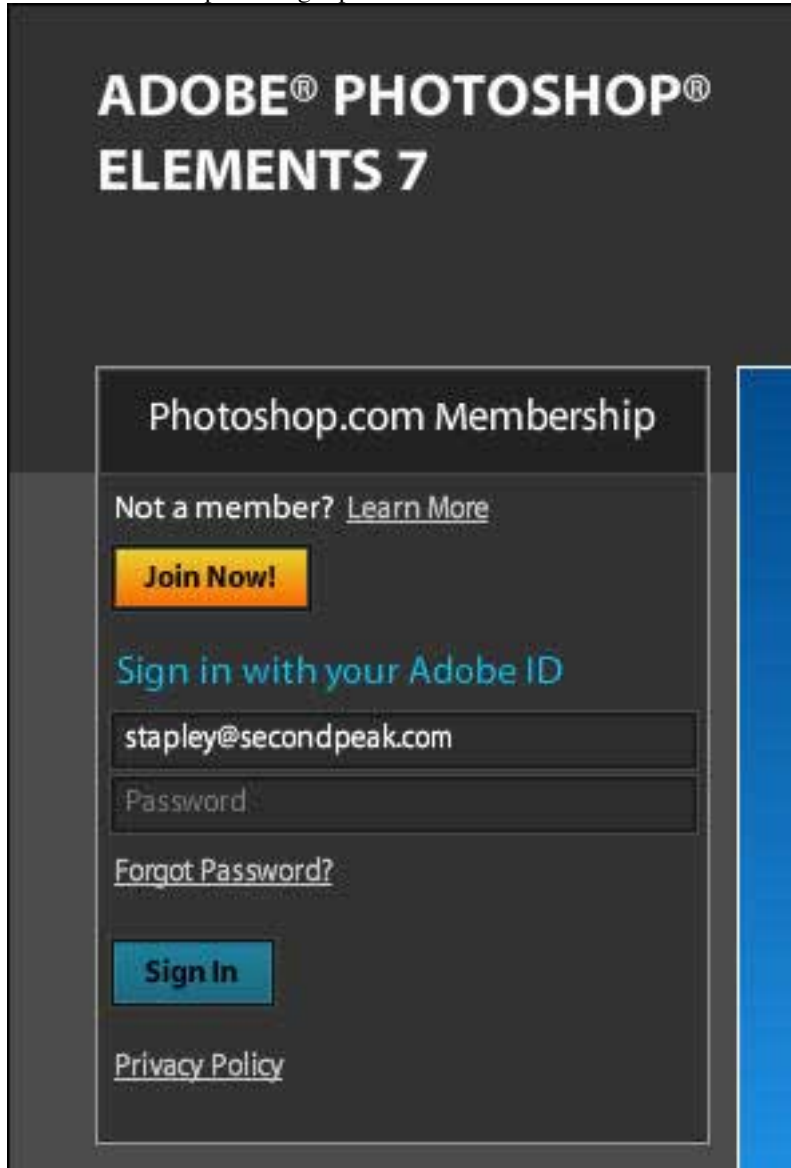 ADOBE® PHOTOSHOP®
ELEMENTS 7
Photoshop.com Membership
Not a member? Learn More
Join Now!
Sign in with your Adobe ID
stapley@secondpeak.com
Password
Forgot Password?
Sign In
Privacy Policy